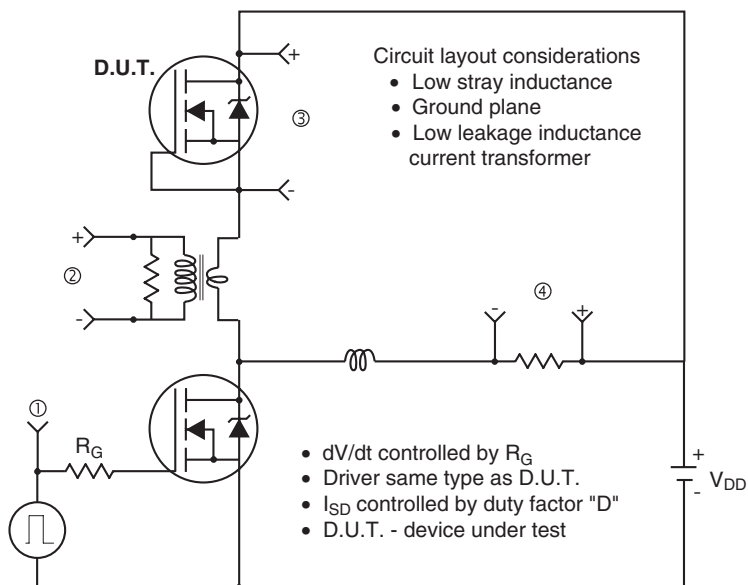 D.U.T.
+
-
③
Circuit layout considerations
• Low stray inductance
• Ground plane
• Low leakage inductance
current transformer
+
②
-
④
-
+
①
R_G
• dV/dt controlled by R_G
• Driver same type as D.U.T.
• I_SD controlled by duty factor "D"
• D.U.T. - device under test
+
-
V_DD